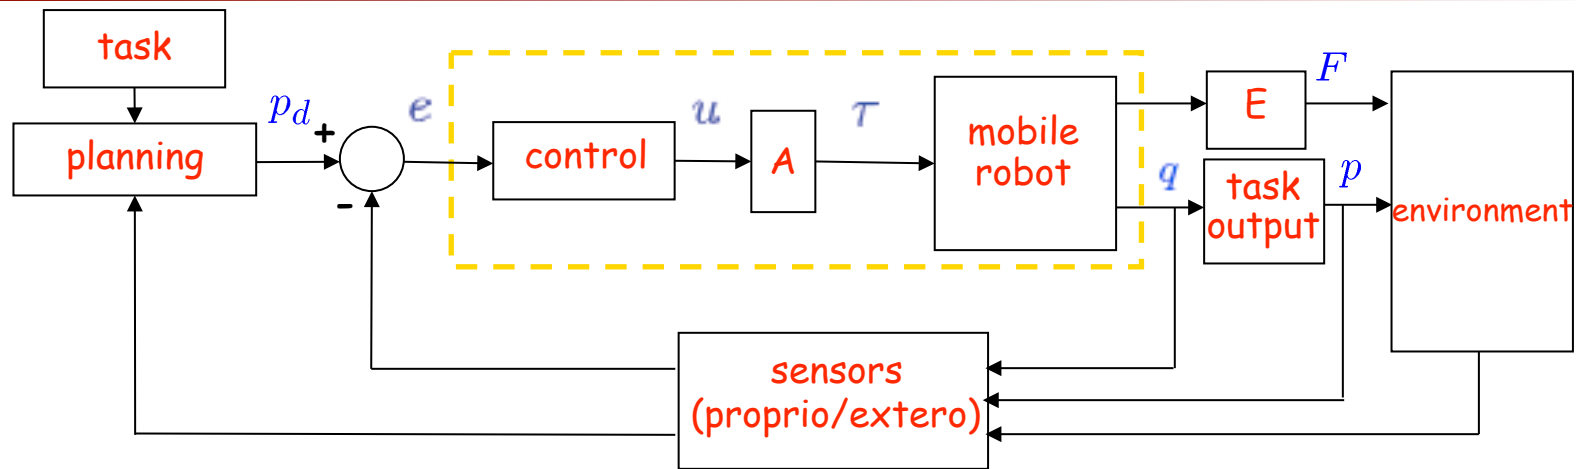 task
planning
p_d
+
-
e
control
u
A
τ
mobile
robot
E
F
q
task
output
p
environment
sensors
(proprio/extero)